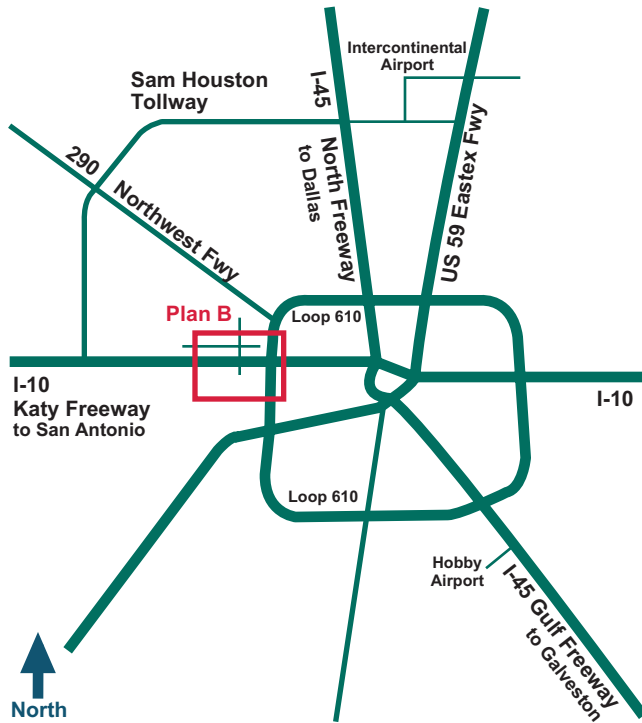 Intercontinental
Airport
Sam Houston
Tollway
I-45
North Freeway
to Dallas
US 59 Eastex Fwy
290
Northwest Fwy
Plan B
Loop 610
I-10
Katy Freeway
to San Antonio
I-10
Loop 610
Hobby
Airport
I-45 Gulf Freeway
to Galveston
North